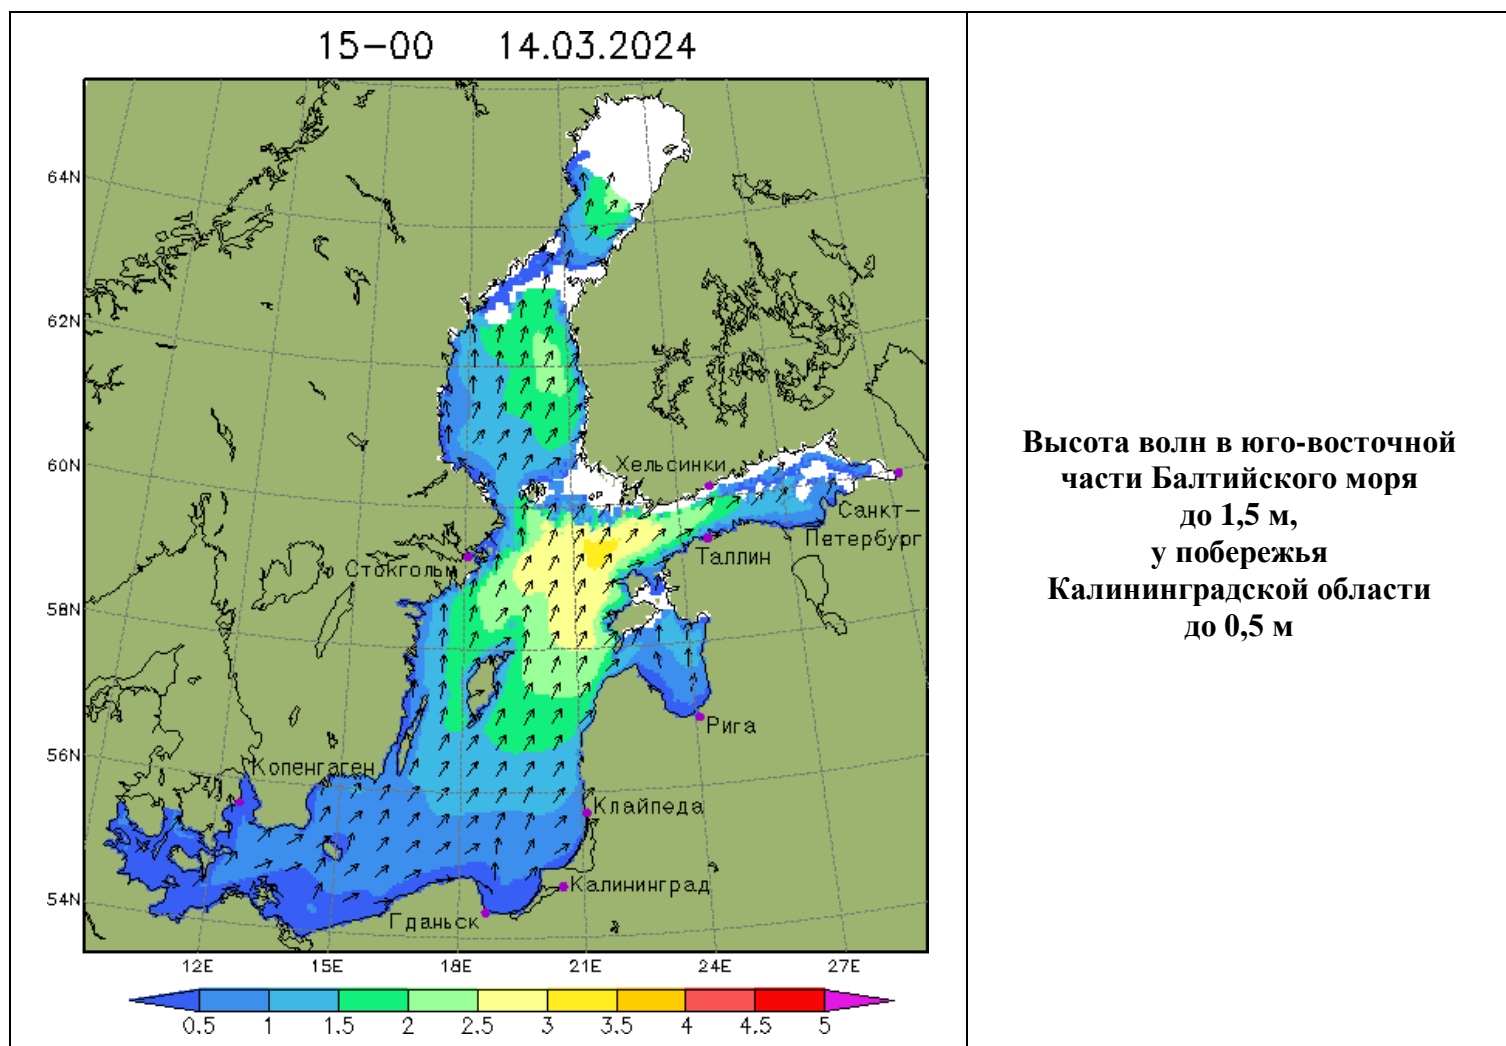 15-00 14.03.2024
64N
62N
60N
58N
56N
54N
Хельсинки
Санкт-
Петербург
Таллин
Стокгольм
Рига
Копенгаген
Клайпеда
Калининград
Гданьск
12E 15E 18E 21E 24E 27E
0,5 1 1,5 2 2,5 3 3,5 4 4,5 5
Высота волн в юго-восточной
части Балтийского моря
до 1,5 м,
у побережья
Калининградской области
до 0,5 м